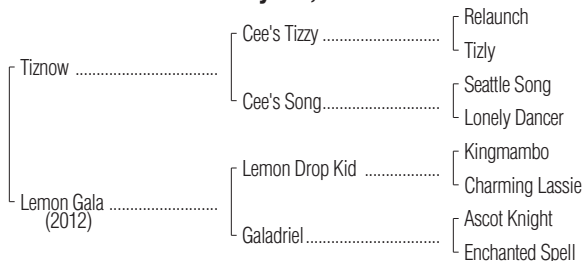 Relaunch
Cee's Tizzy
Tizly
Tiznow
Seattle Song
Cee's Song
Lonely Dancer
Kingmambo
Lemon Drop Kid
Charming Lassie
Lemon Gala
(2012)
Ascot Knight
Galadriel
Enchanted Spell